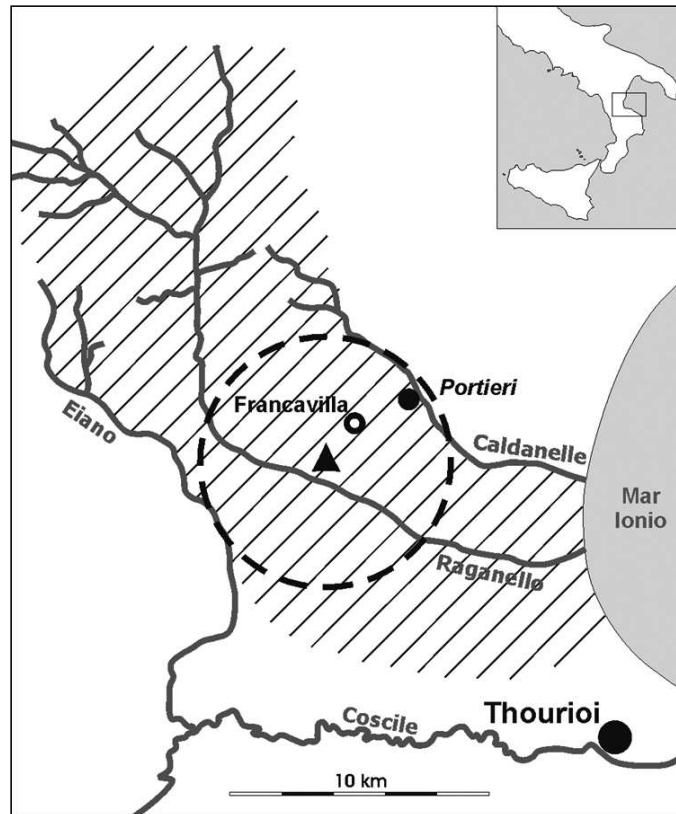 Portieri
Francavilla
Eiano
Caldanelle
Mar
Ionio
Raganello
Thourioi
Coscile
10 km